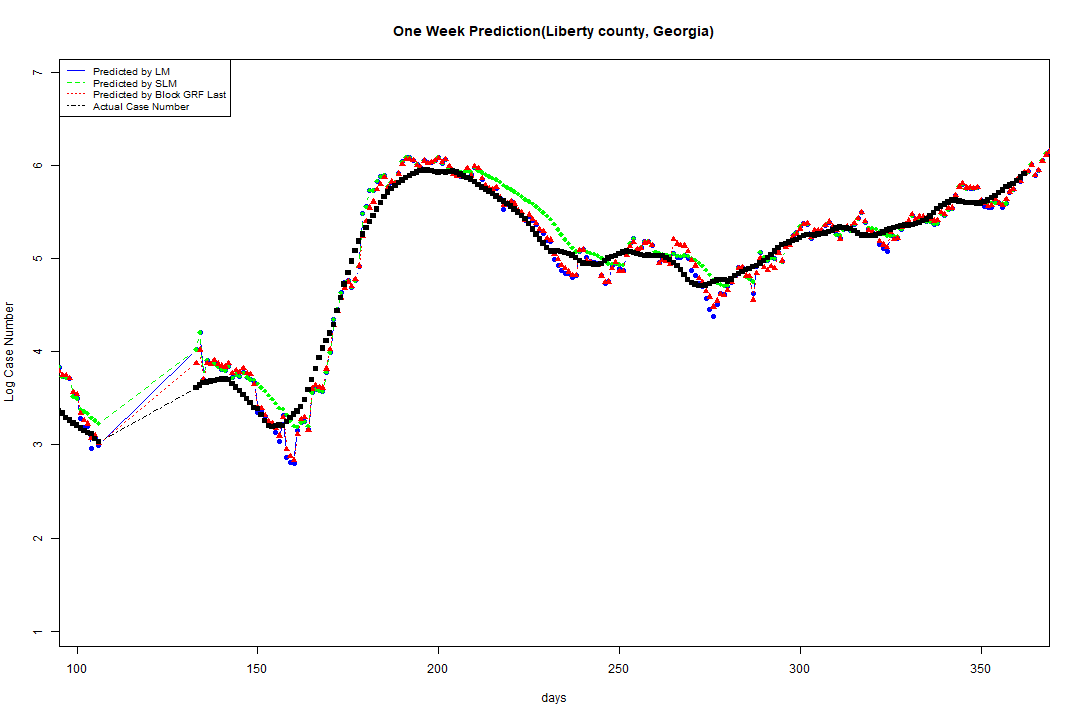 One Week Prediction(Liberty county, Georgia)
Predicted by LM
Predicted by SLM
Predicted by Block GRF Last
Actual Case Number
7
6
5
4
3
2
1
Log Case Number
100 150 200 250 300 350
days